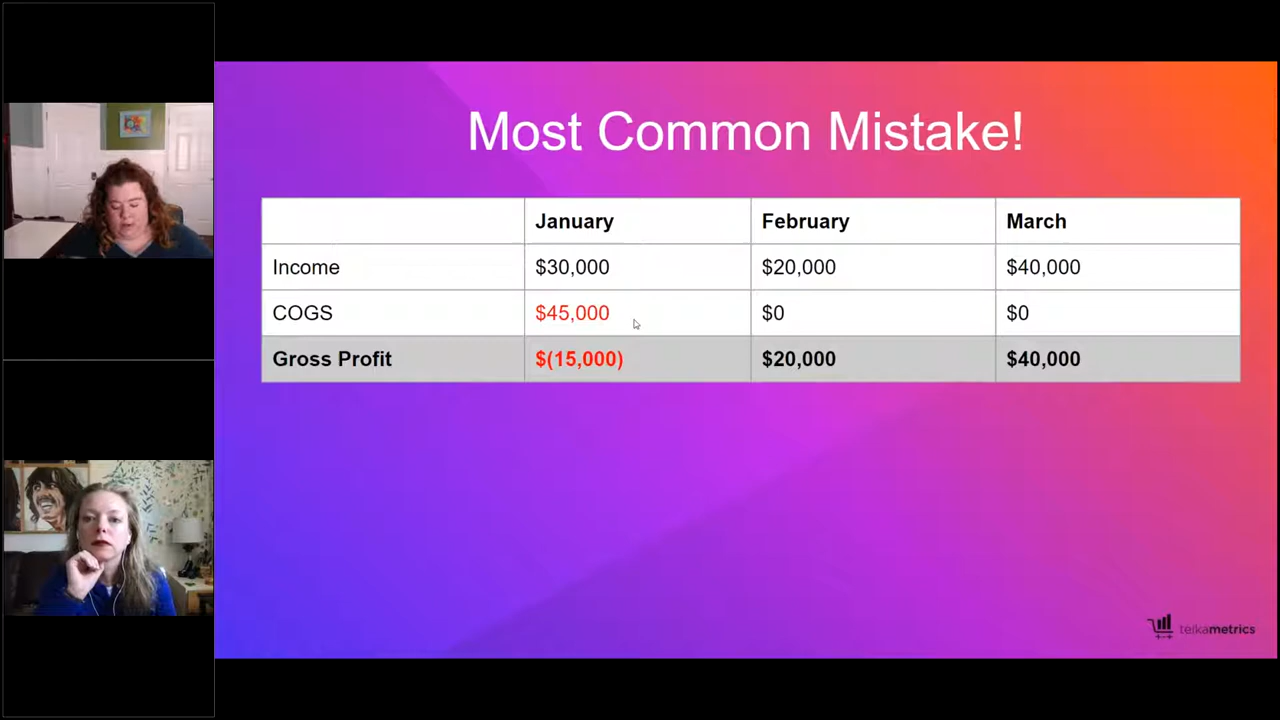 Most Common Mistake!
January February March
Income $30,000 $20,000 $40,000
COGS $45,000 $0 $0
Gross Profit $(15,000) $20,000 $40,000
teikametrics